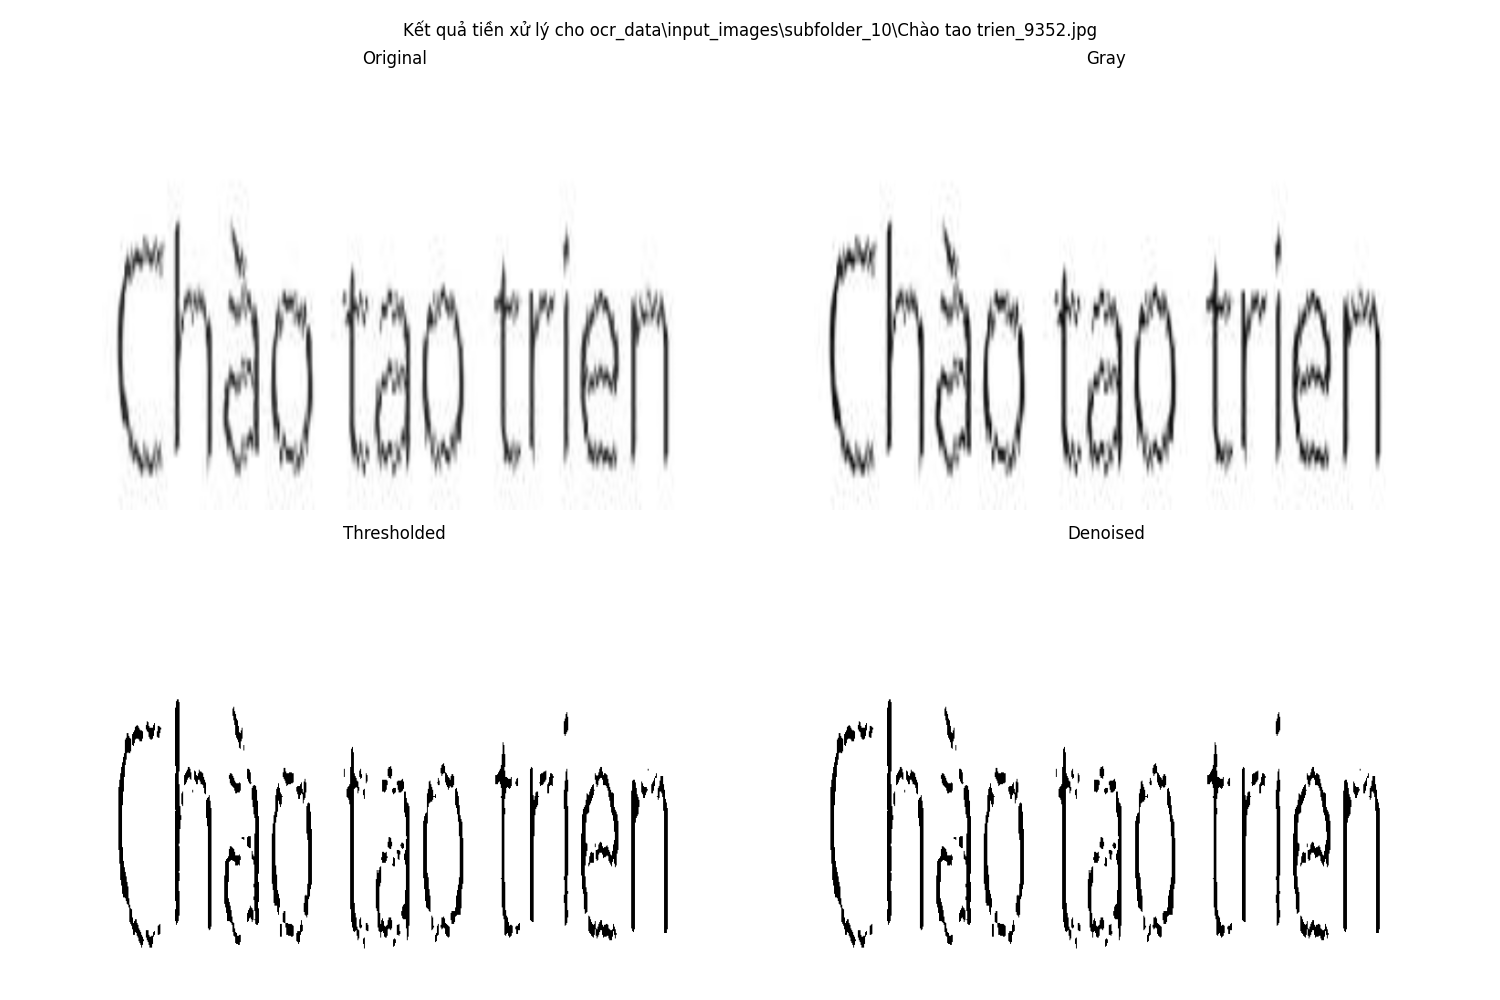 Kết quả tiền xử lý cho ocr_data\input_images\subfolder_10\Chào tao trien_9352.jpg
Original
Gray
Chào tao trien
Chào tao trien
Thresholded
Denoised
Chào tao trien
Chào tao trien